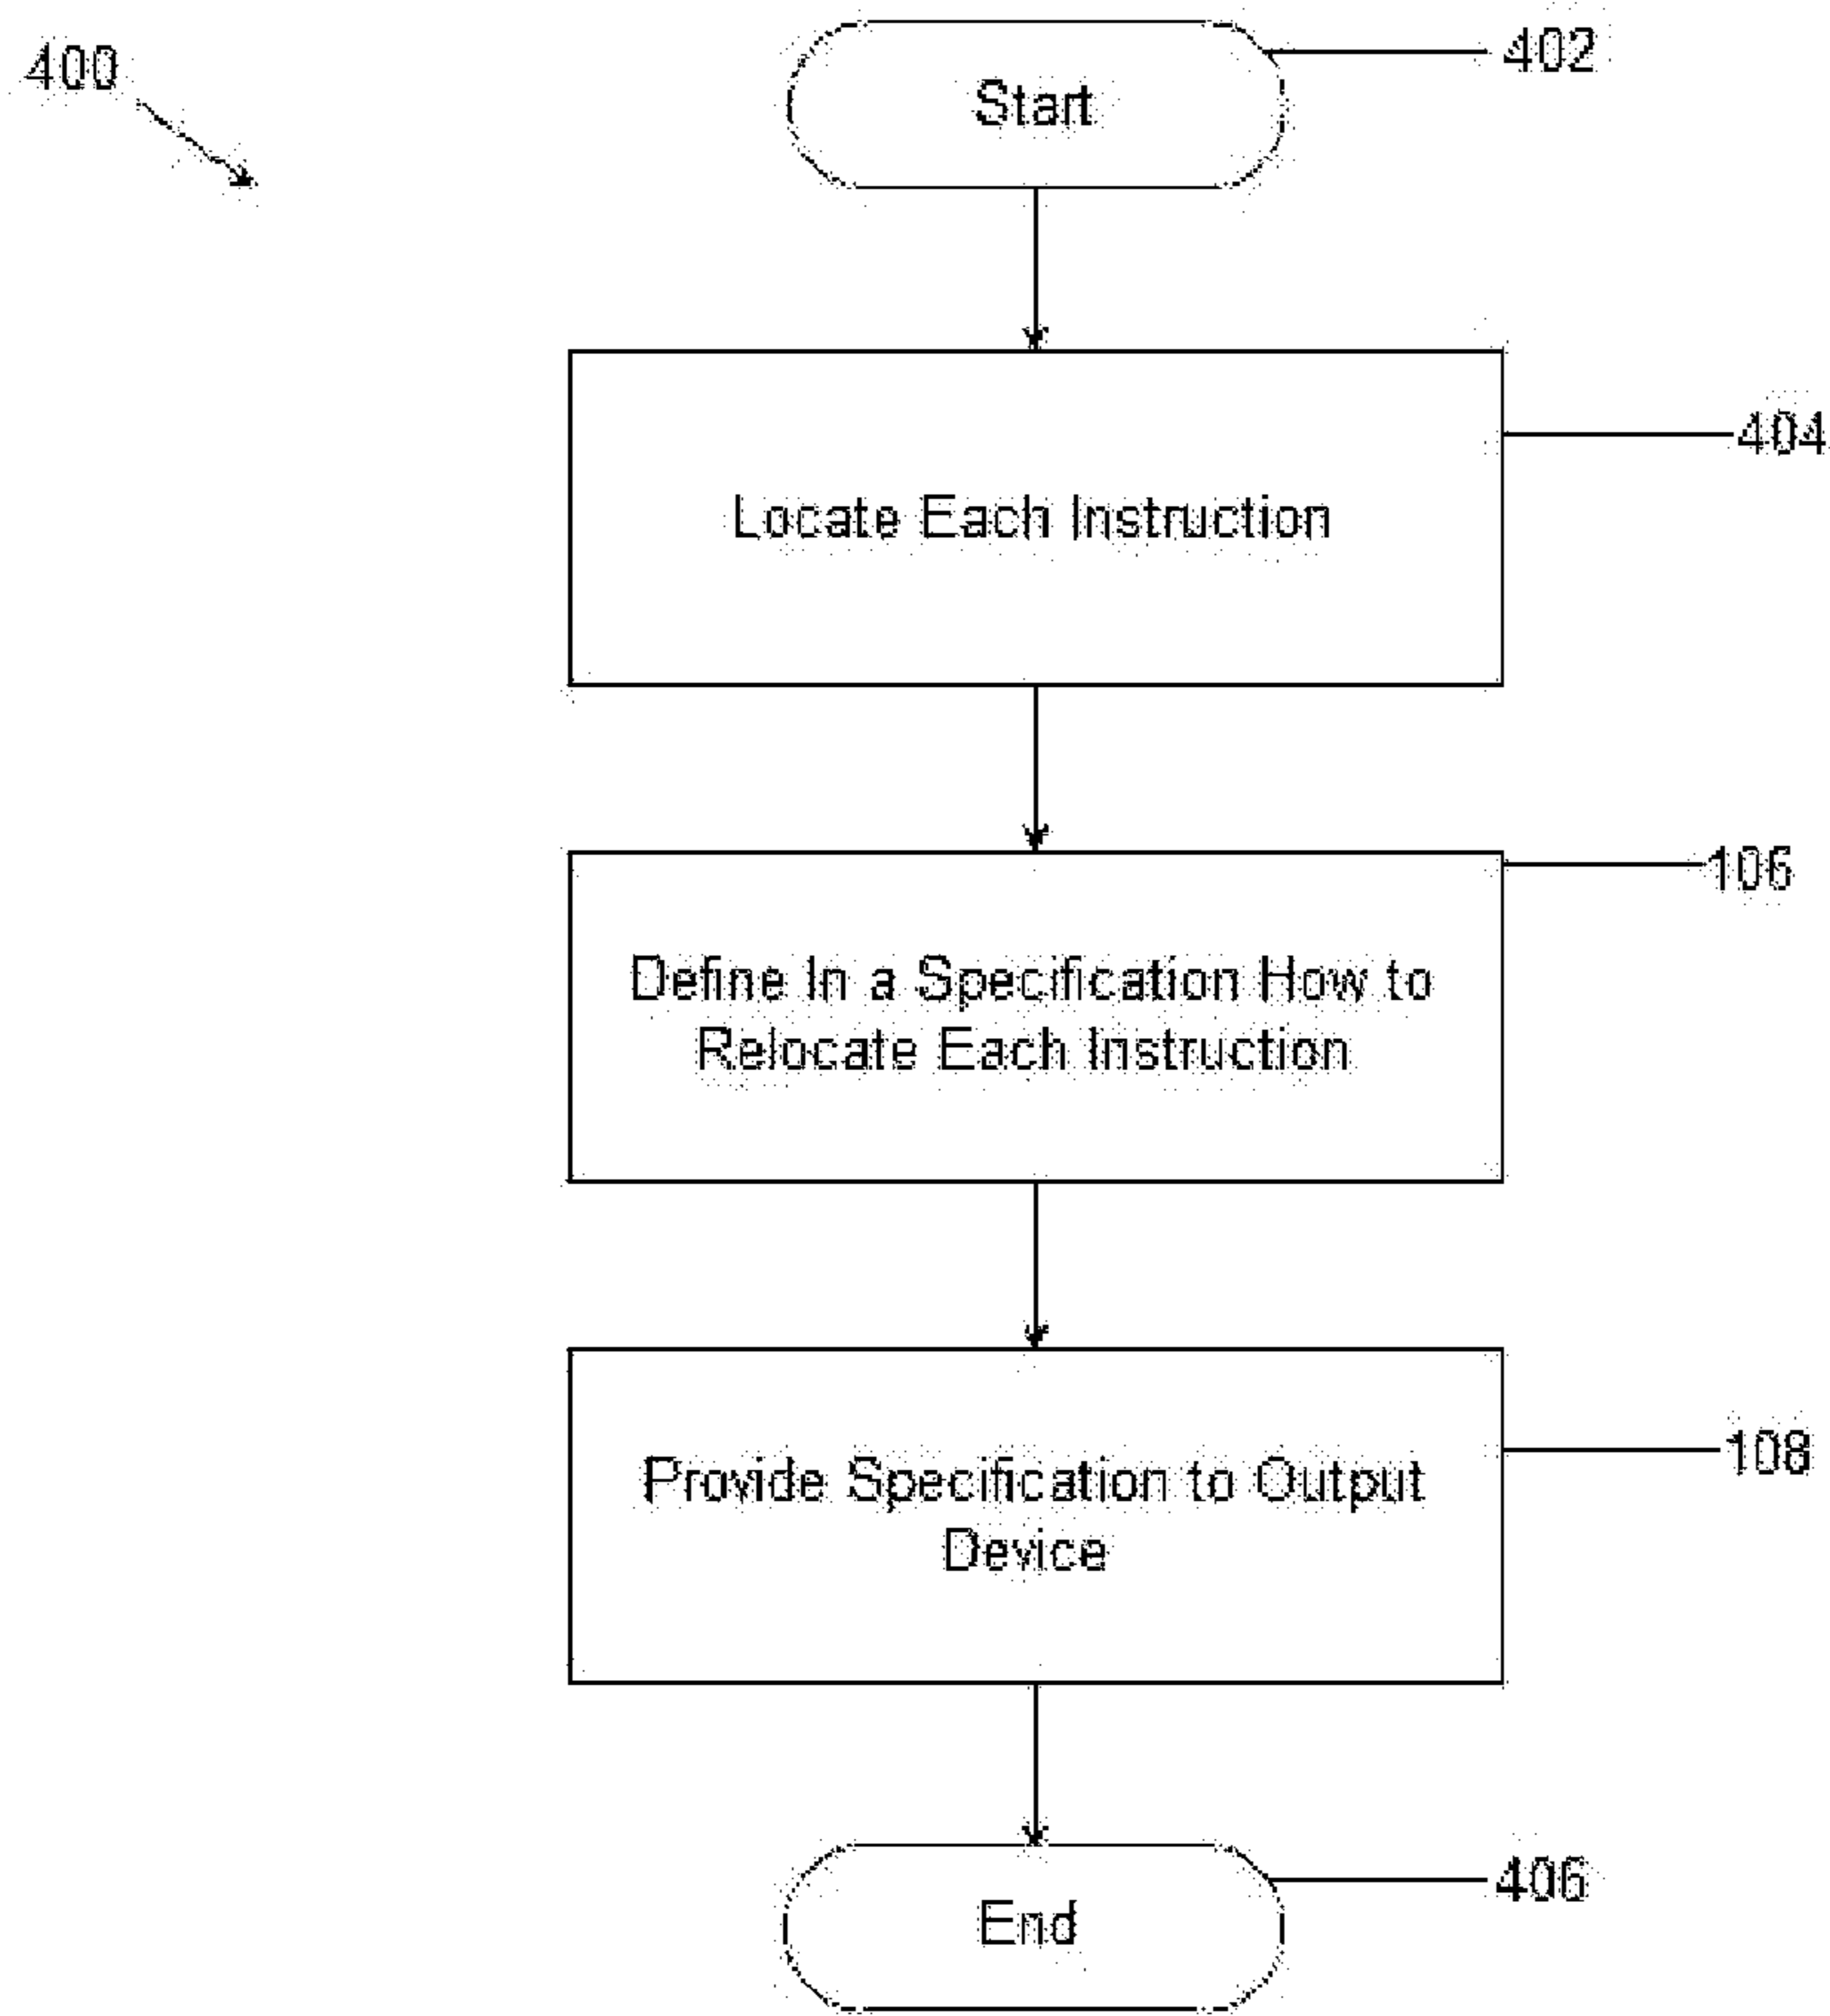 400
Start
402
Locate Each Instruction
404
Define In a Specification How to
Relocate Each Instruction
106
Provide Specification to Output
Device
108
End
406